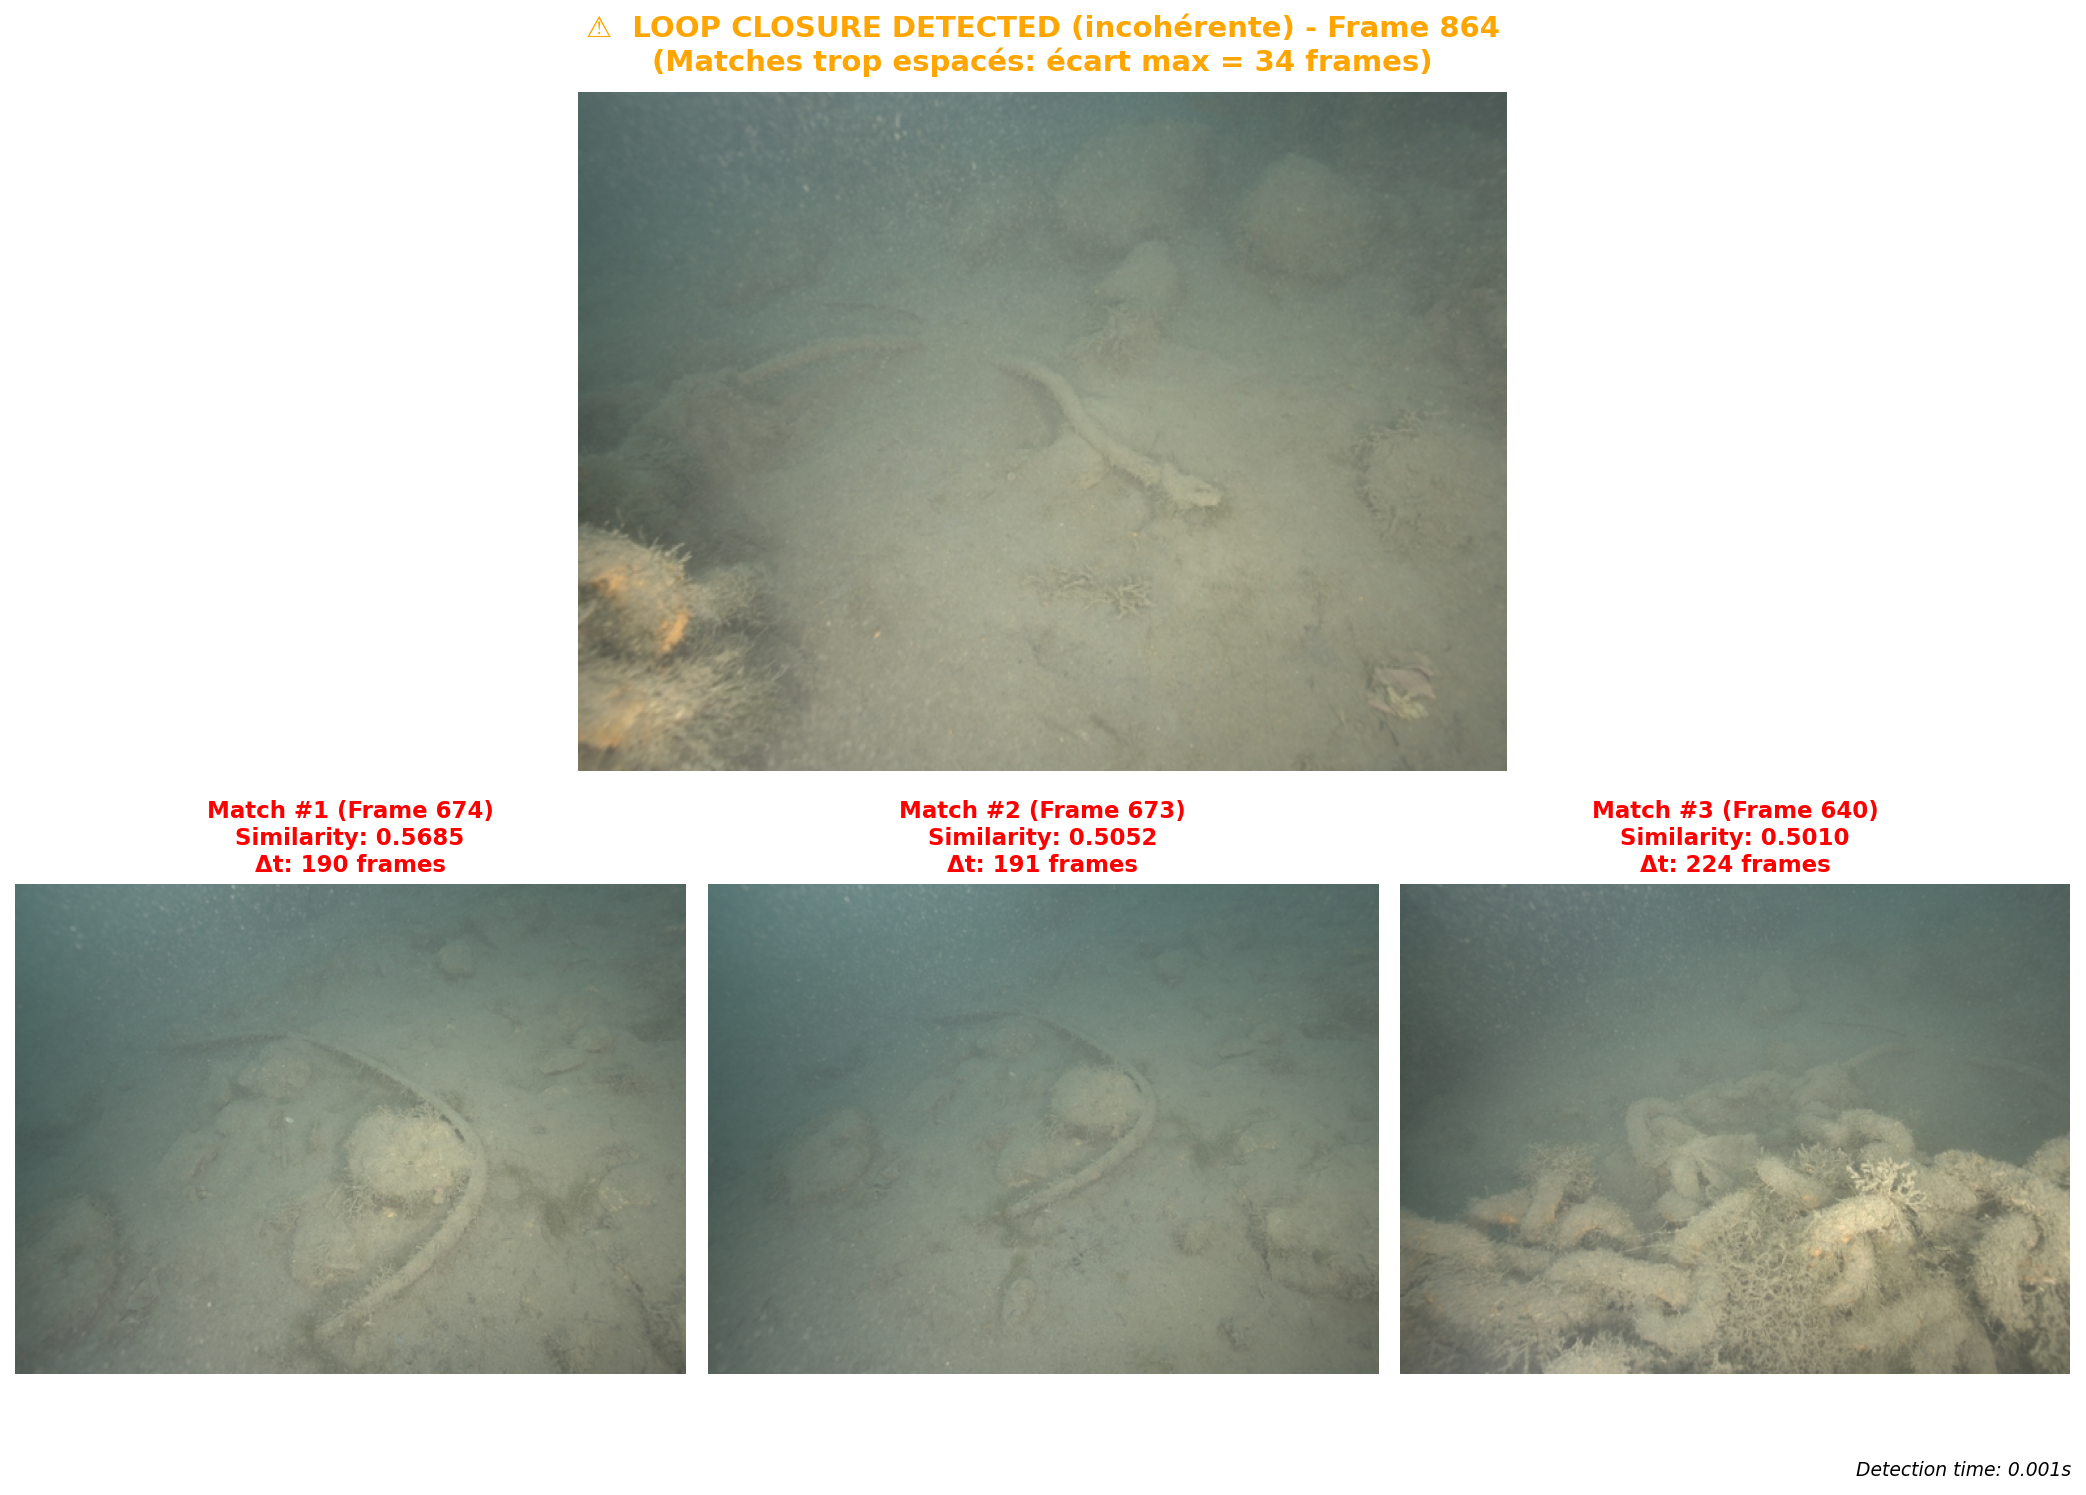 ⚠ LOOP CLOSURE DETECTED (incohérente) - Frame 864
(Matches trop espacés: écart max = 34 frames)
Match #1 (Frame 674)
Similarity: 0.5685
Δt: 190 frames
Match #2 (Frame 673)
Similarity: 0.5052
Δt: 191 frames
Match #3 (Frame 640)
Similarity: 0.5010
Δt: 224 frames
Detection time: 0.001s